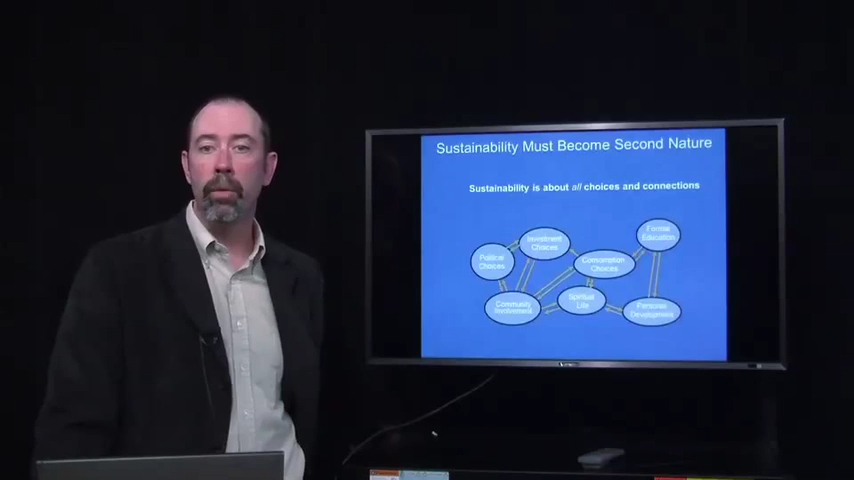 Sustainability Must Become Second Nature
Sustainability is about all choices and connections
Formal
Education
Investment
Choices
Political
Choices
Consumption
Choices
Community
Involvement
Spiritual
Life
Personal
Development